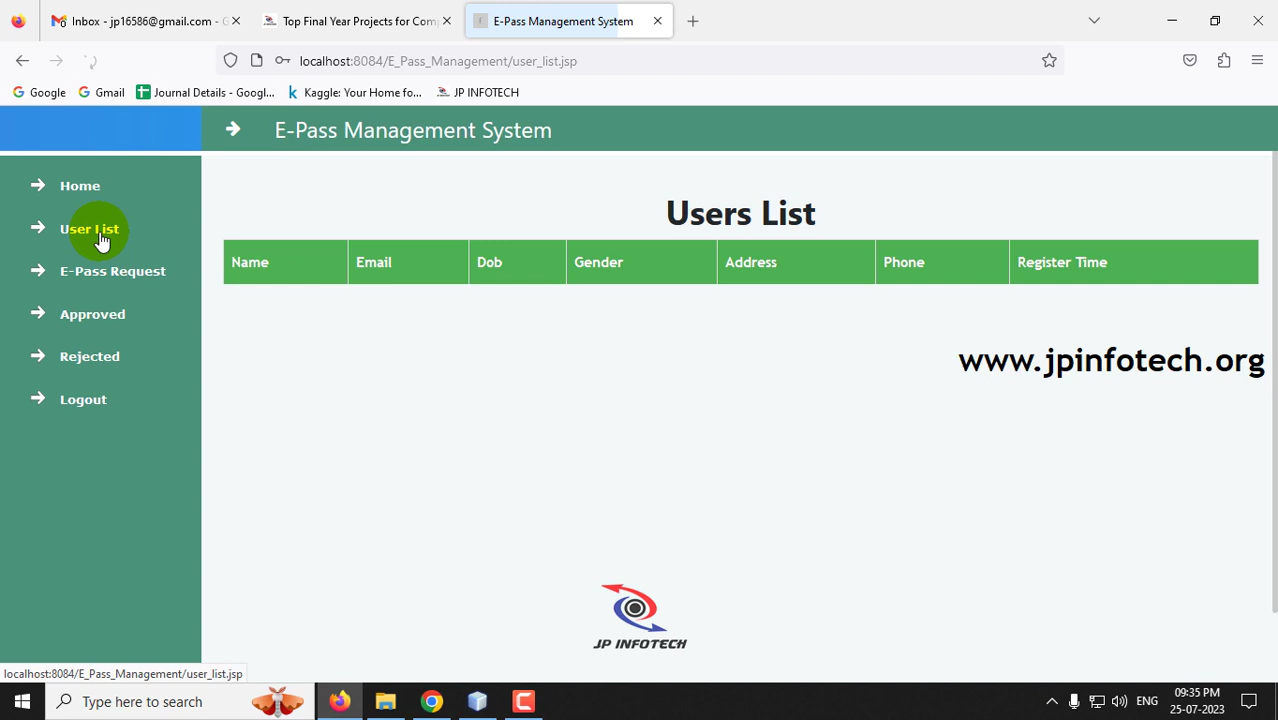 Inbox - jp16586@gmail.com - G
Top Final Year Projects for Comp
E-Pass Management System
localhost:8084/E_Pass_Management/user_list.jsp
Google
Gmail
Journal Details - Googl...
Kaggle: Your Home fo...
JP INFOTECH
E-Pass Management System
Home
User List
E-Pass Request
Approved
Rejected
Logout
Users List
Name Email Dob Gender Address Phone Register Time
www.jpinfotech.org
JP INFOTECH
localhost:8084/E_Pass_Management/user_list.jsp
Type here to search
ENG
09:35 PM
25-07-2023